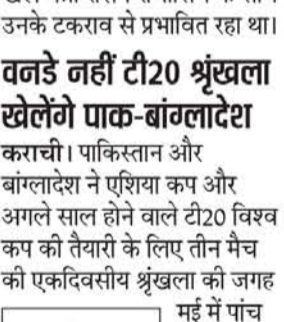 उनके टकराव से प्रभावित रहा था।
वनडे नहीं टी20 श्रृंखला
खेलेंगे पाक-बांग्लादेश
कराची। पाकिस्तान और
बांग्लादेश ने एशिया कप और
अगले साल होने वाले टी20 विश्व
कप की तैयारी के लिए तीन मैच
की एकदिवसीय श्रृंखला की जगह
मई में पांच